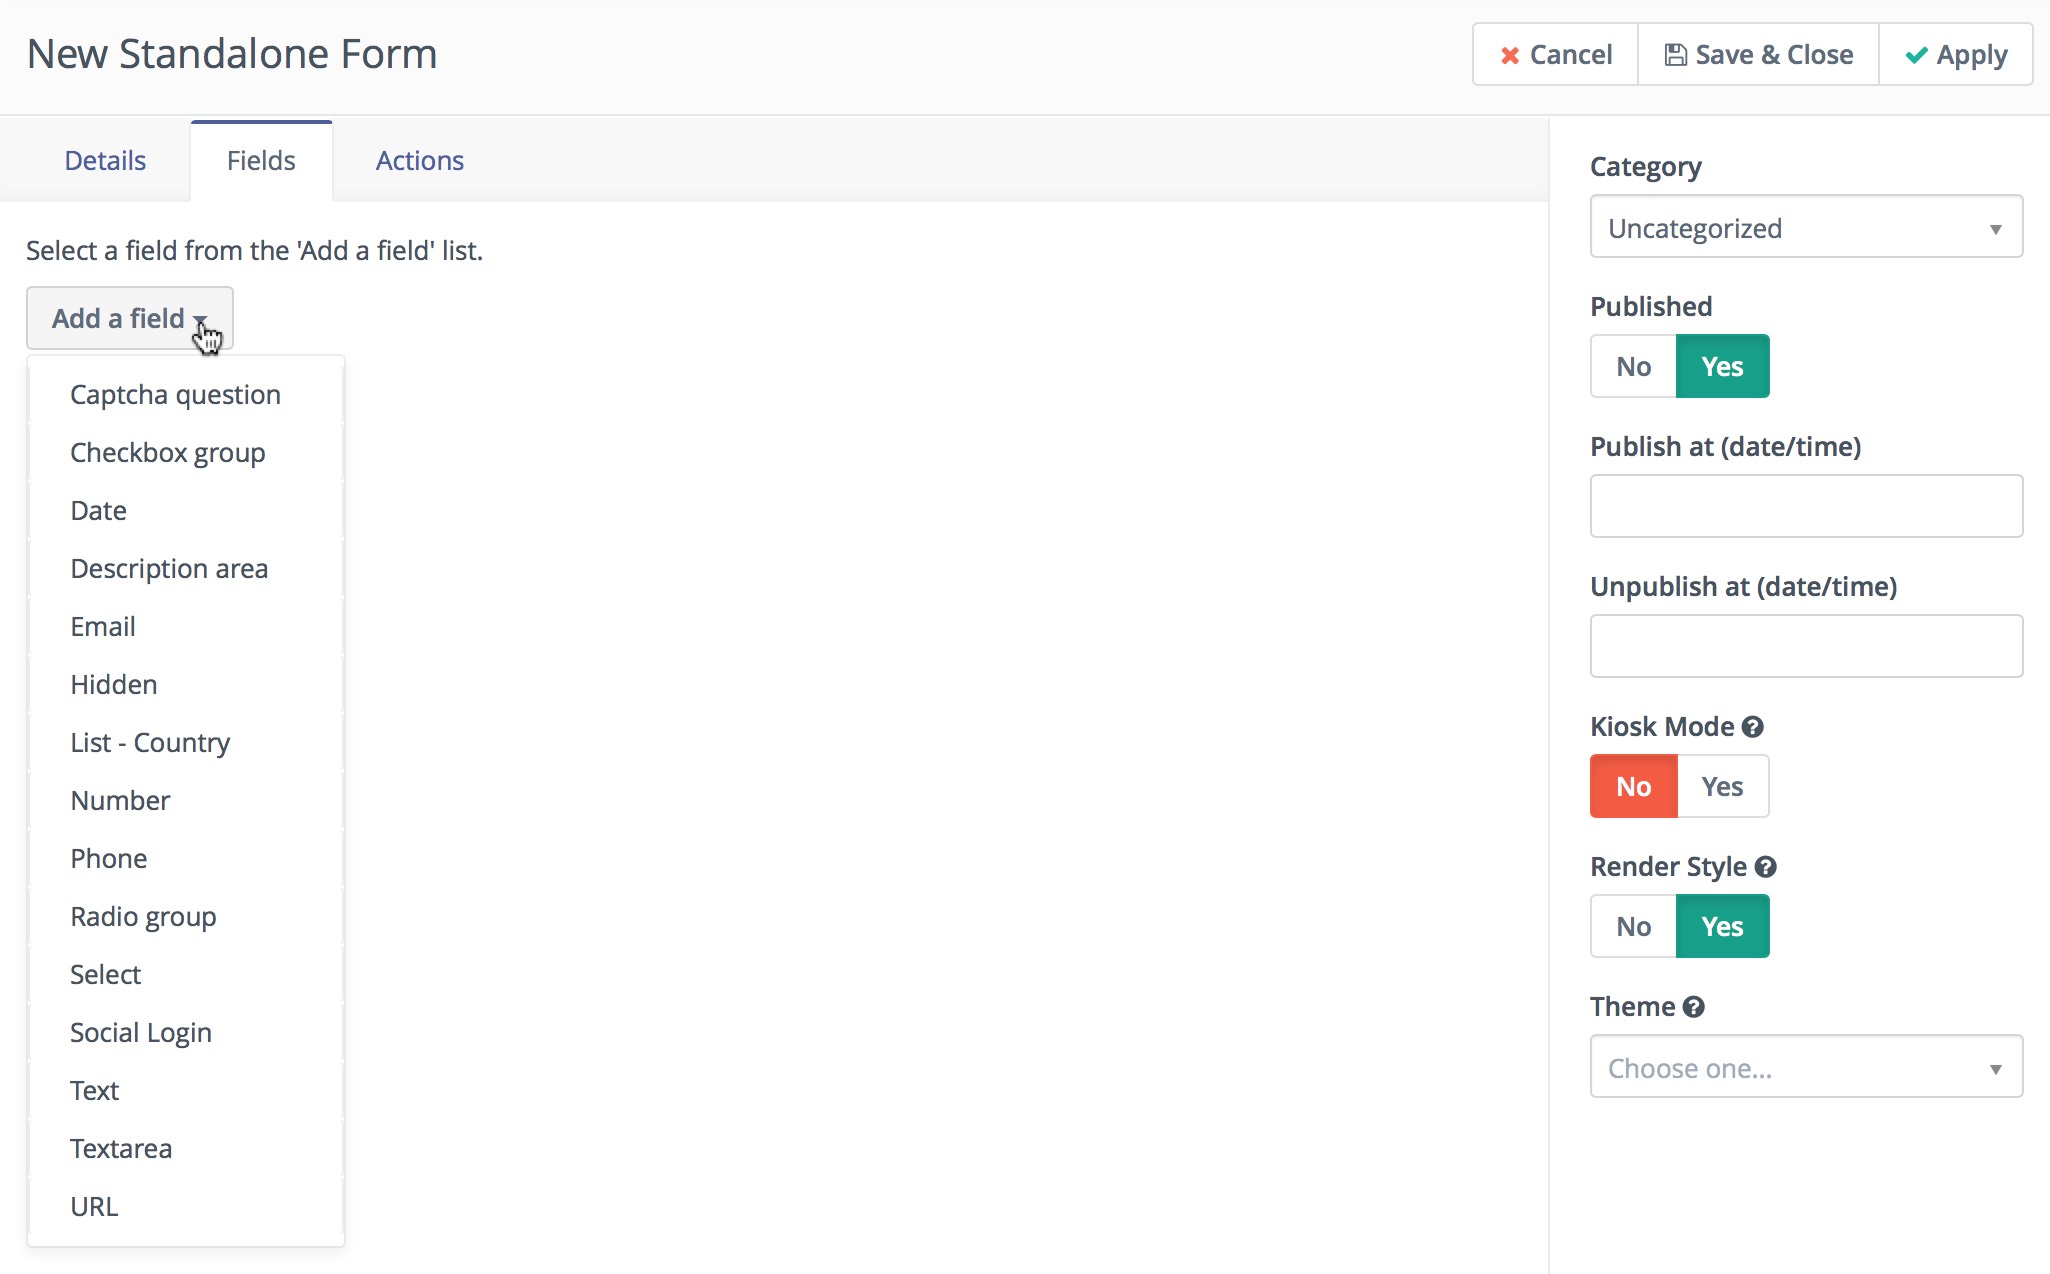 New Standalone Form
Cancel
Save & Close
Apply
Details
Fields
Actions
Select a field from the 'Add a field' list.
Add a field
Captcha question
Checkbox group
Date
Description area
Email
Hidden
List - Country
Number
Phone
Radio group
Select
Social Login
Text
Textarea
URL
Category
Uncategorized
Published
No Yes
Publish at (date/time)
Unpublish at (date/time)
Kiosk Mode ?
No Yes
Render Style ?
No Yes
Theme ?
Choose one...